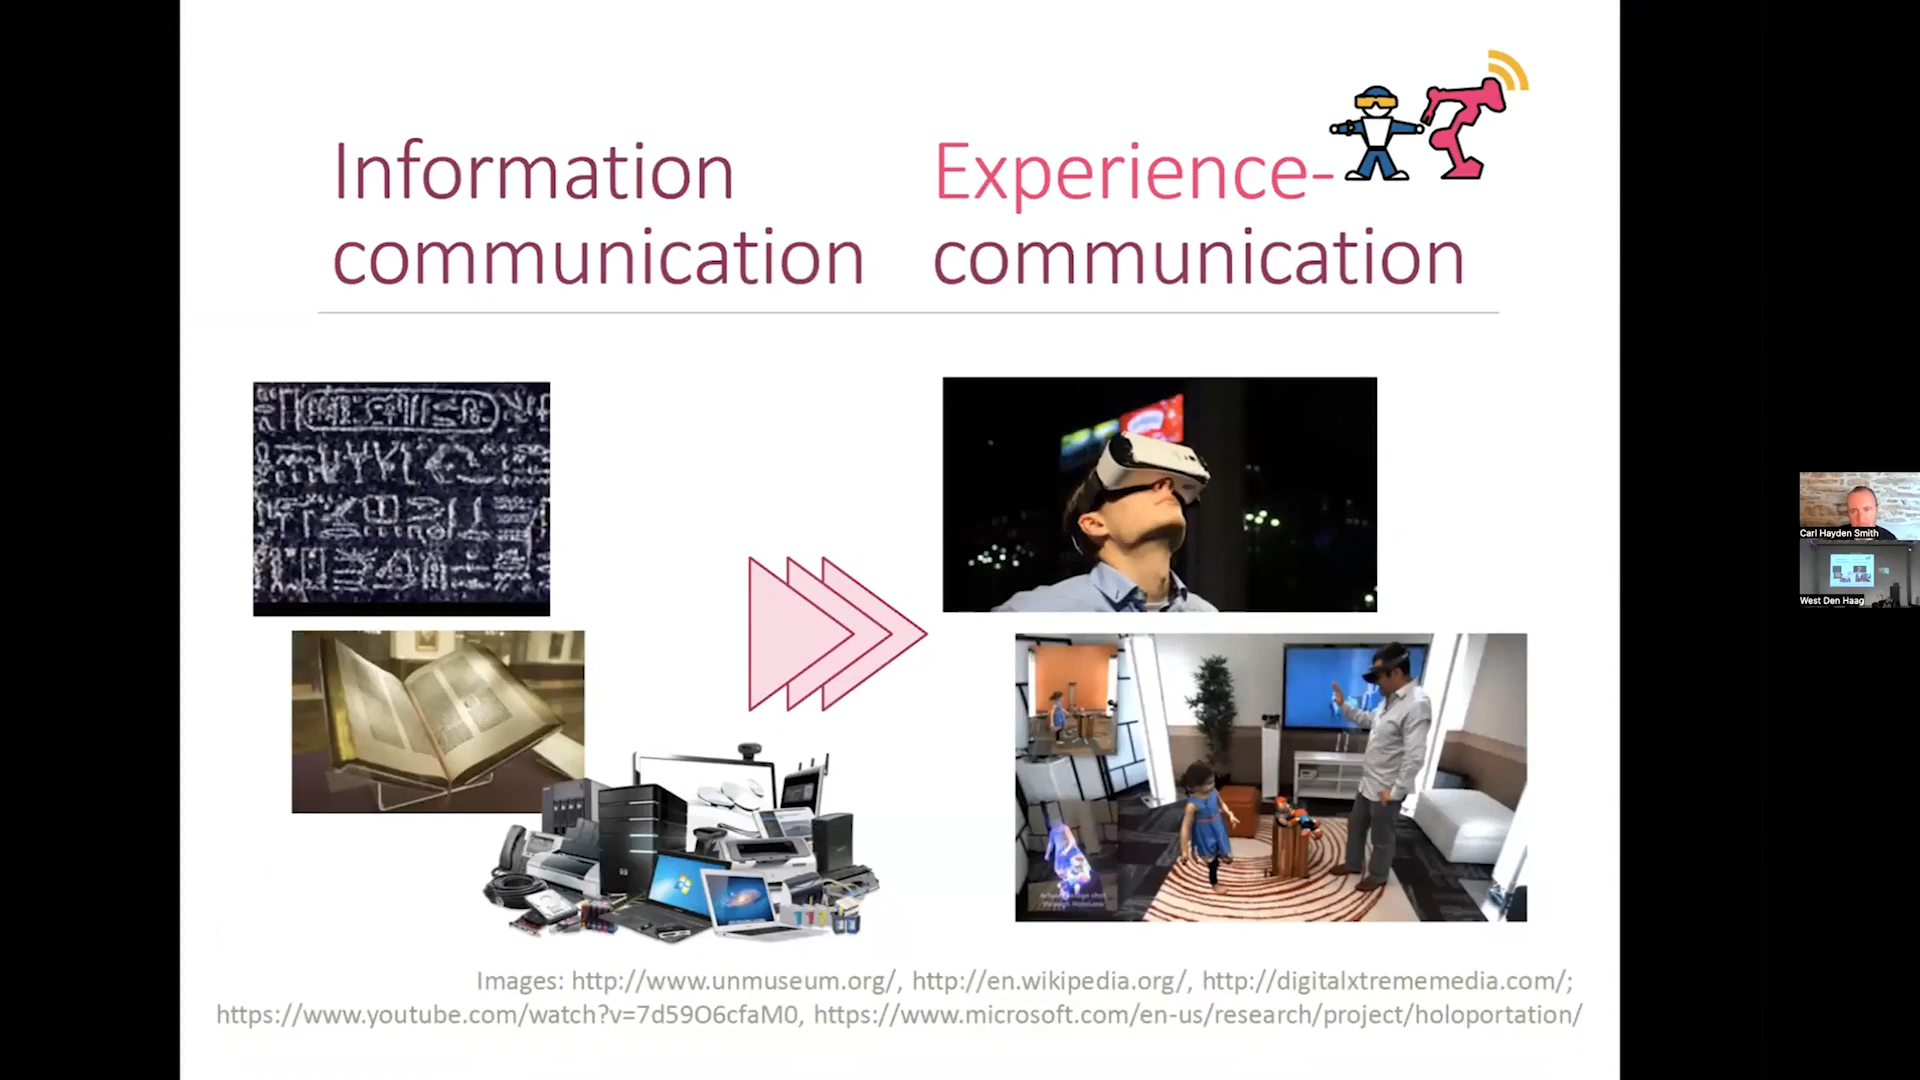 Information
communication
Experience-
communication
Images: http://www.unmuseum.org/, http://en.wikipedia.org/, http://digitalxtrememedia.com/;
https://www.youtube.com/watch?v=7d59O6cfaM0, https://www.microsoft.com/en-us/research/project/holoportation/
Carl Hayden Smith
West Den Haag